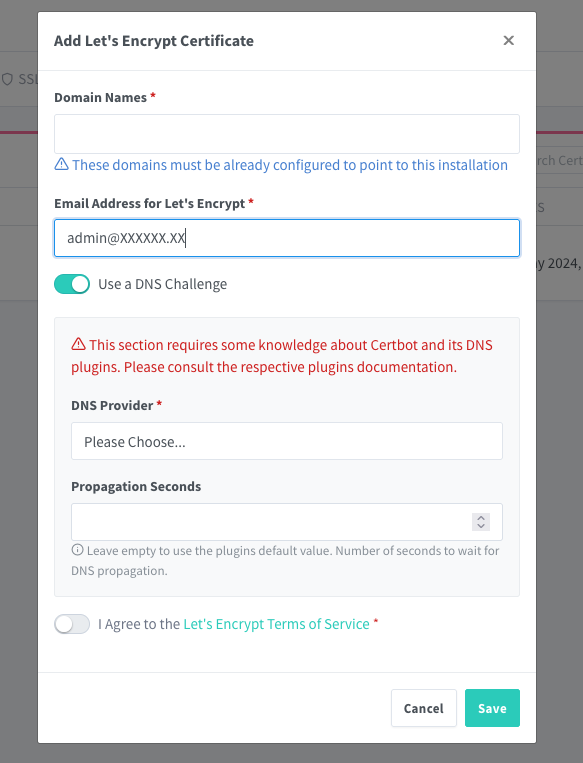 Add Let's Encrypt Certificate
×
SSL
Domain Names *
These domains must be already configured to point to this installation
Email Address for Let's Encrypt *
admin@XXXXXX.XX
Use a DNS Challenge
2024,
This section requires some knowledge about Certbot and its DNS
plugins. Please consult the respective plugins documentation.
DNS Provider *
Please Choose...
Propagation Seconds
Leave empty to use the plugins default value. Number of seconds to wait for
DNS propagation.
I Agree to the Let's Encrypt Terms of Service *
Cancel
Save